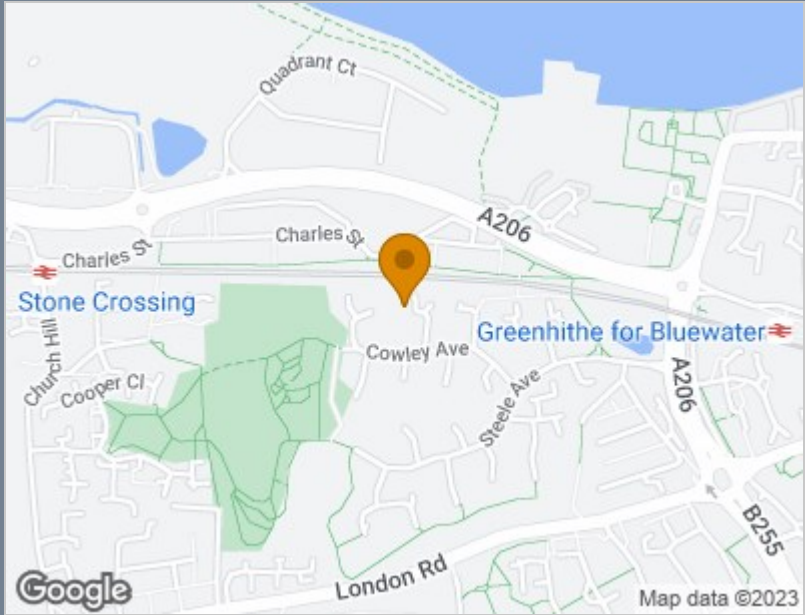 Quadrant Ct
A206
Charles St
Charles St
Stone Crossing
Greenhithe for Bluewater
Church Hill
Cowley Ave
Cooper Cl
Steele Ave
A206
B255
London Rd
Google
Map data ©2023